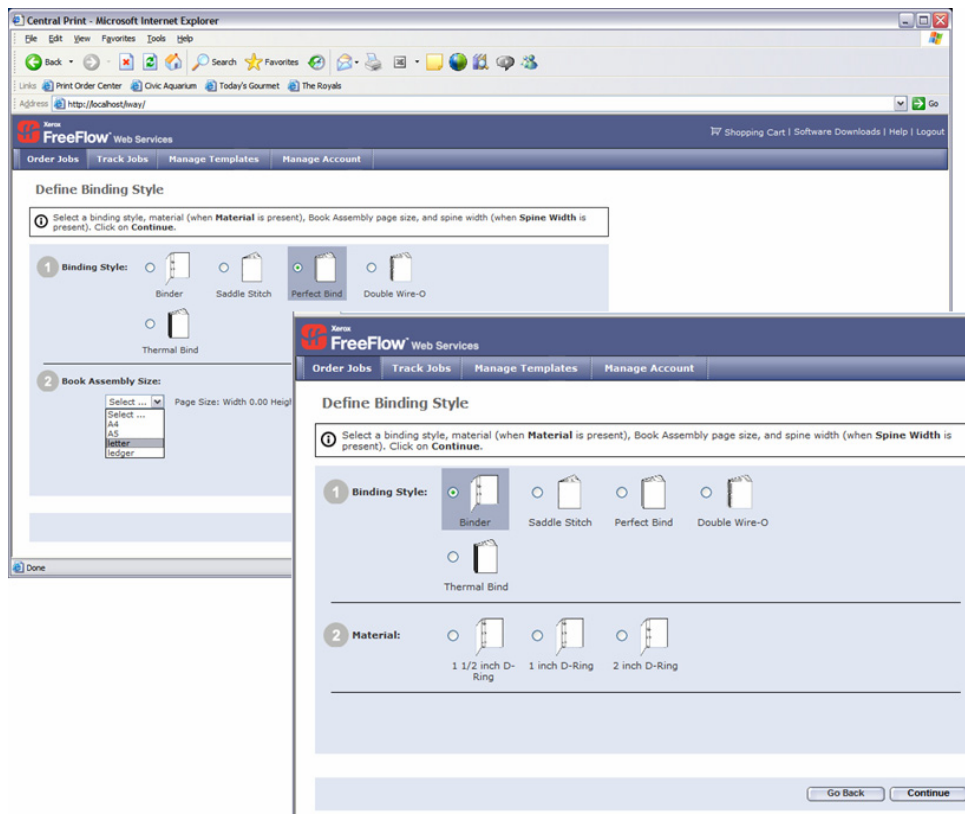 Central Print - Microsoft Internet Explorer
File Edit View Favorites Tools Help
Back Search Favorites
Links Print Order Center Civic Aquarium Today's Gourmet The Royals
Address http://localhost/iway/ Go
Xerox
FreeFlow Web Services
Shopping Cart | Software Downloads | Help | Logout
Order Jobs Track Jobs Manage Templates Manage Account
Define Binding Style
Select a binding style, material (when Material is present), Book Assembly page size, and spine width (when Spine Width is
present). Click on Continue.
1 Binding Style:
Binder Saddle Stitch Perfect Bind Double Wire-O
Thermal Bind
2 Book Assembly Size:
Select ... Page Size: Width 0.00 Heigh
Select ...
A4
A5
letter
ledger
Done
Xerox
FreeFlow Web Services
Order Jobs Track Jobs Manage Templates Manage Account
Define Binding Style
Select a binding style, material (when Material is present), Book Assembly page size, and spine width (when Spine Width is
present). Click on Continue.
1 Binding Style:
Binder Saddle Stitch Perfect Bind Double Wire-O
Thermal Bind
2 Material:
1 1/2 inch D- 1 inch D-Ring 2 inch D-Ring
Ring
Go Back Continue